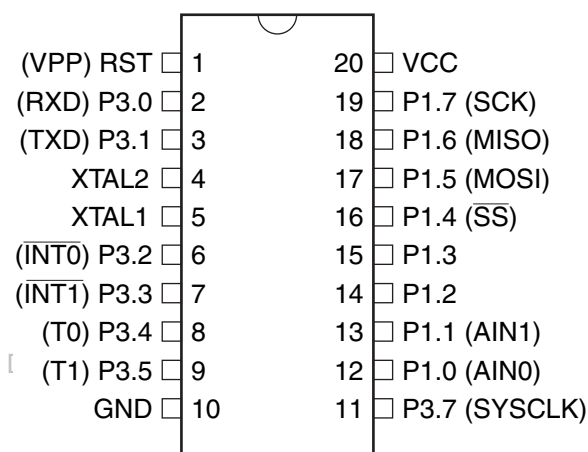 (VPP) RST 1 20 VCC
(RXD) P3.0 2 19 P1.7 (SCK)
(TXD) P3.1 3 18 P1.6 (MISO)
XTAL2 4 17 P1.5 (MOSI)
XTAL1 5 16 P1.4 (S̅S̅)
(I̅N̅T̅0̅) P3.2 6 15 P1.3
(I̅N̅T̅1̅) P3.3 7 14 P1.2
(T0) P3.4 8 13 P1.1 (AIN1)
[ (T1) P3.5 9 12 P1.0 (AIN0)
GND 10 11 P3.7 (SYSCLK)